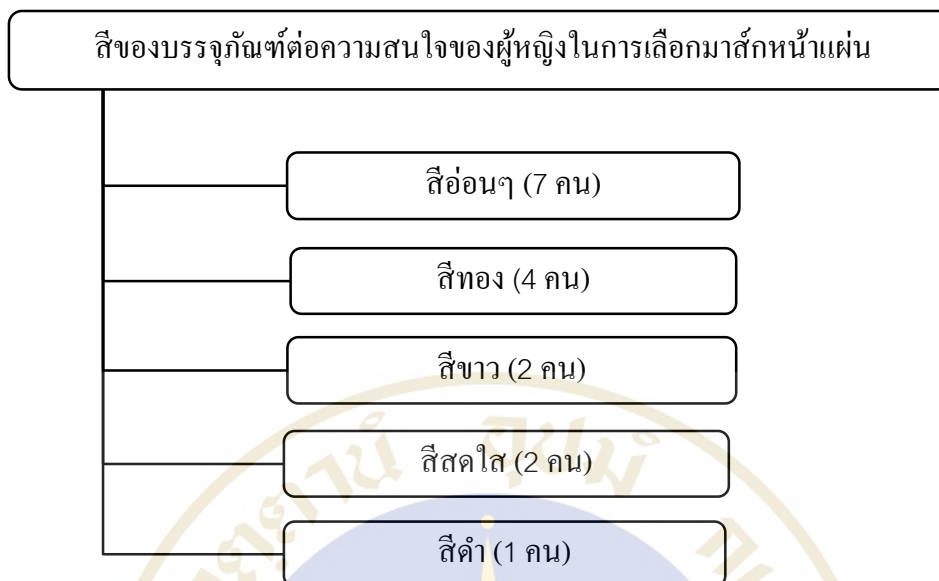 สีของบรรจุภัณฑ์ต่อความสนใจของผู้หญิงในการเลือกมาส์กหน้าแผ่น
สีอ่อนๆ (7 คน)
สีทอง (4 คน)
สีขาว (2 คน)
สีสดใส (2 คน)
สีดำ (1 คน)